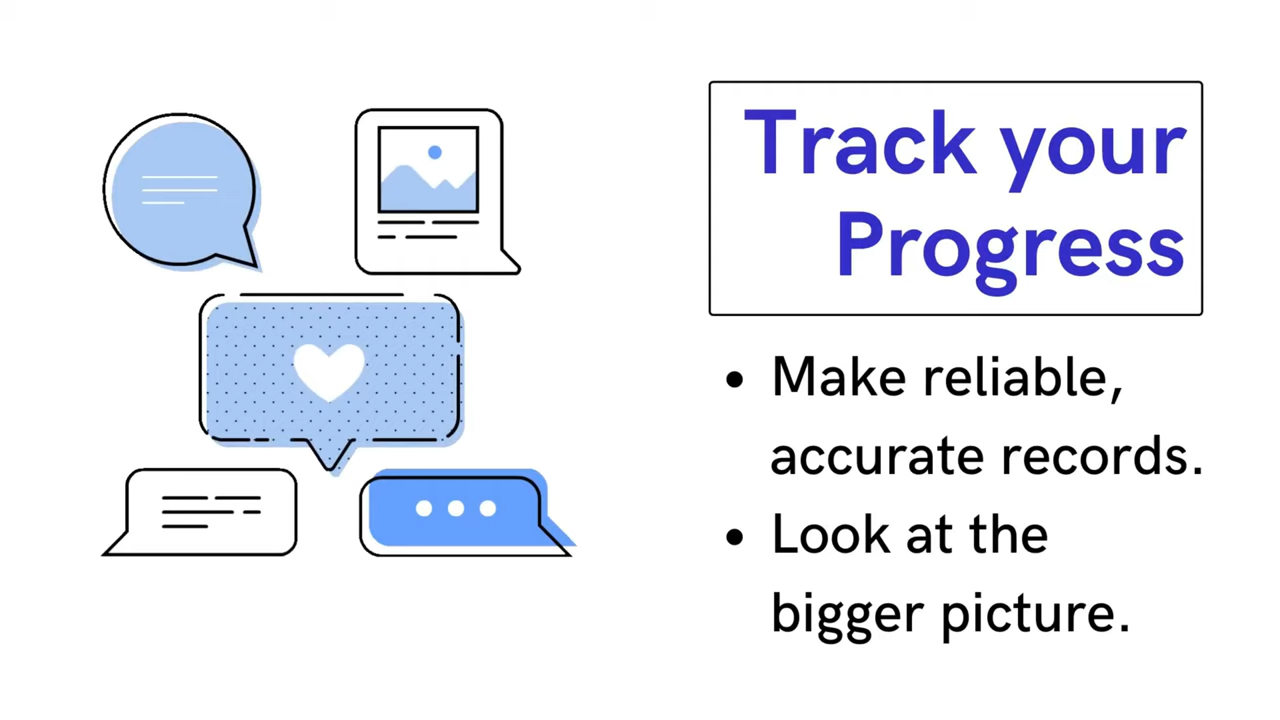 Track your
Progress
• Make reliable,
accurate records.
• Look at the
bigger picture.